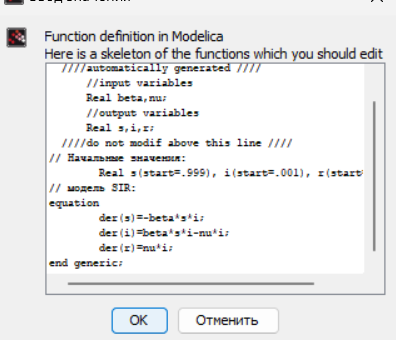 Function definition in Modelica
Here is a skeleton of the functions which you should edit
////automatically generated ////
//input variables
Real beta,nu;
//output variables
Real s,i,r;
////do not modif above this line ////
// Начальные значения:
Real s(start=.999), i(start=.001), r(start
// модель SIR:
equation
der(s)=-beta*s*i;
der(i)=beta*s*i-nu*i;
der(r)=nu*i;
end generic;
OK
Отменить